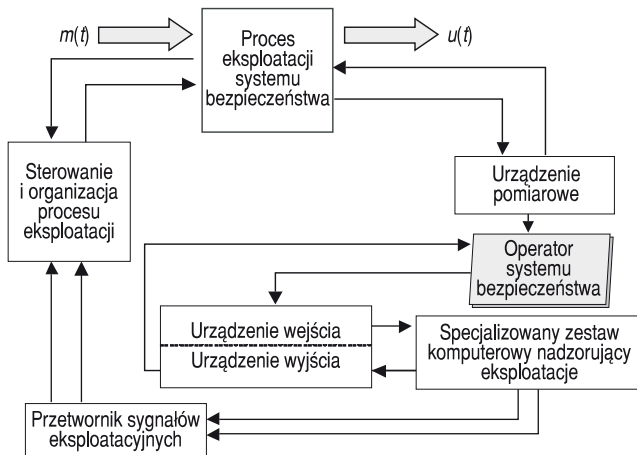 m(t)
u(t)
Proces
eksploatacji
systemu
bezpieczeństwa
Sterowanie
i organizacja
procesu
eksploatacji
Urządzenie
pomiarowe
Operator
systemu
bezpieczeństwa
Urządzenie wejścia
Urządzenie wyjścia
Specjalizowany zestaw
komputerowy nadzorujący
eksploatacje
Przetwornik sygnałów
eksploatacyjnych